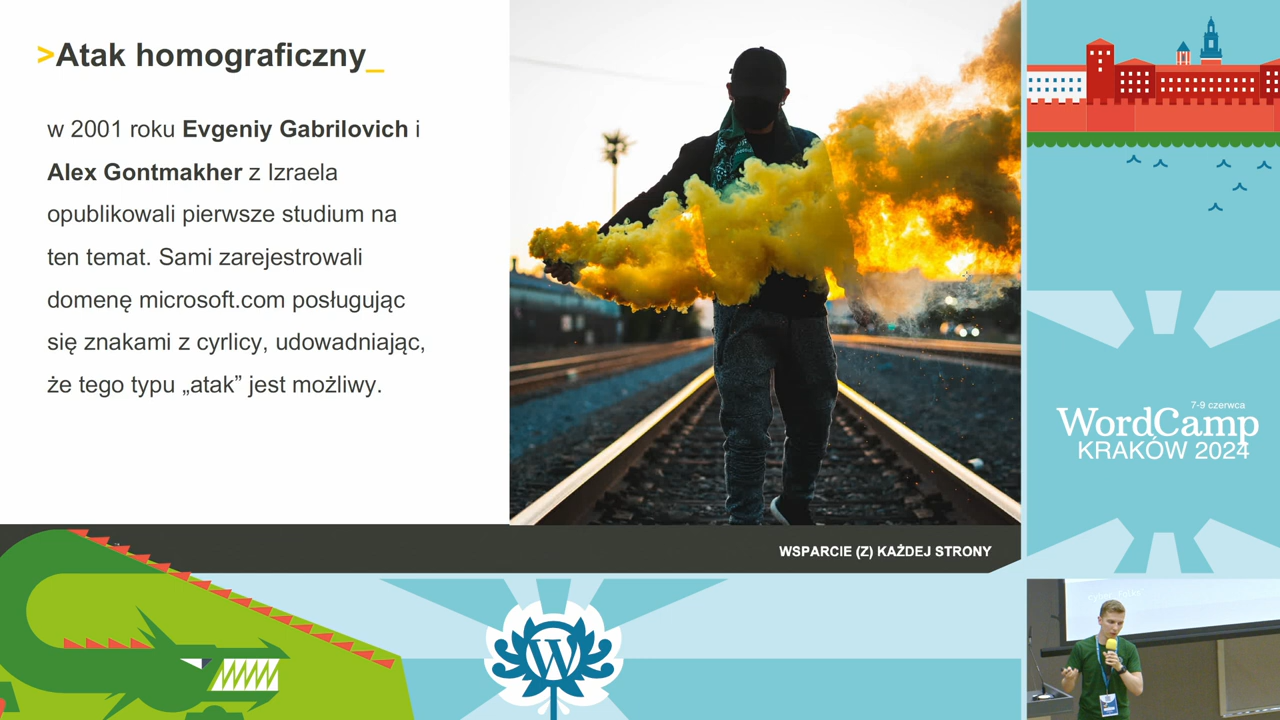 >Atak homograficzny_
w 2001 roku Evgeniy Gabrilovich i
Alex Gontmakher z Izraela
opublikowali pierwsze studium na
ten temat. Sami zarejestrowali
domenę microsoft.com posługując
się znakami z cyrlicy, udowadniając,
że tego typu „atak” jest możliwy.
WSPARCIE (Z) KAŻDEJ STRONY
7-9 czerwca
WordCamp
KRAKÓW 2024
W